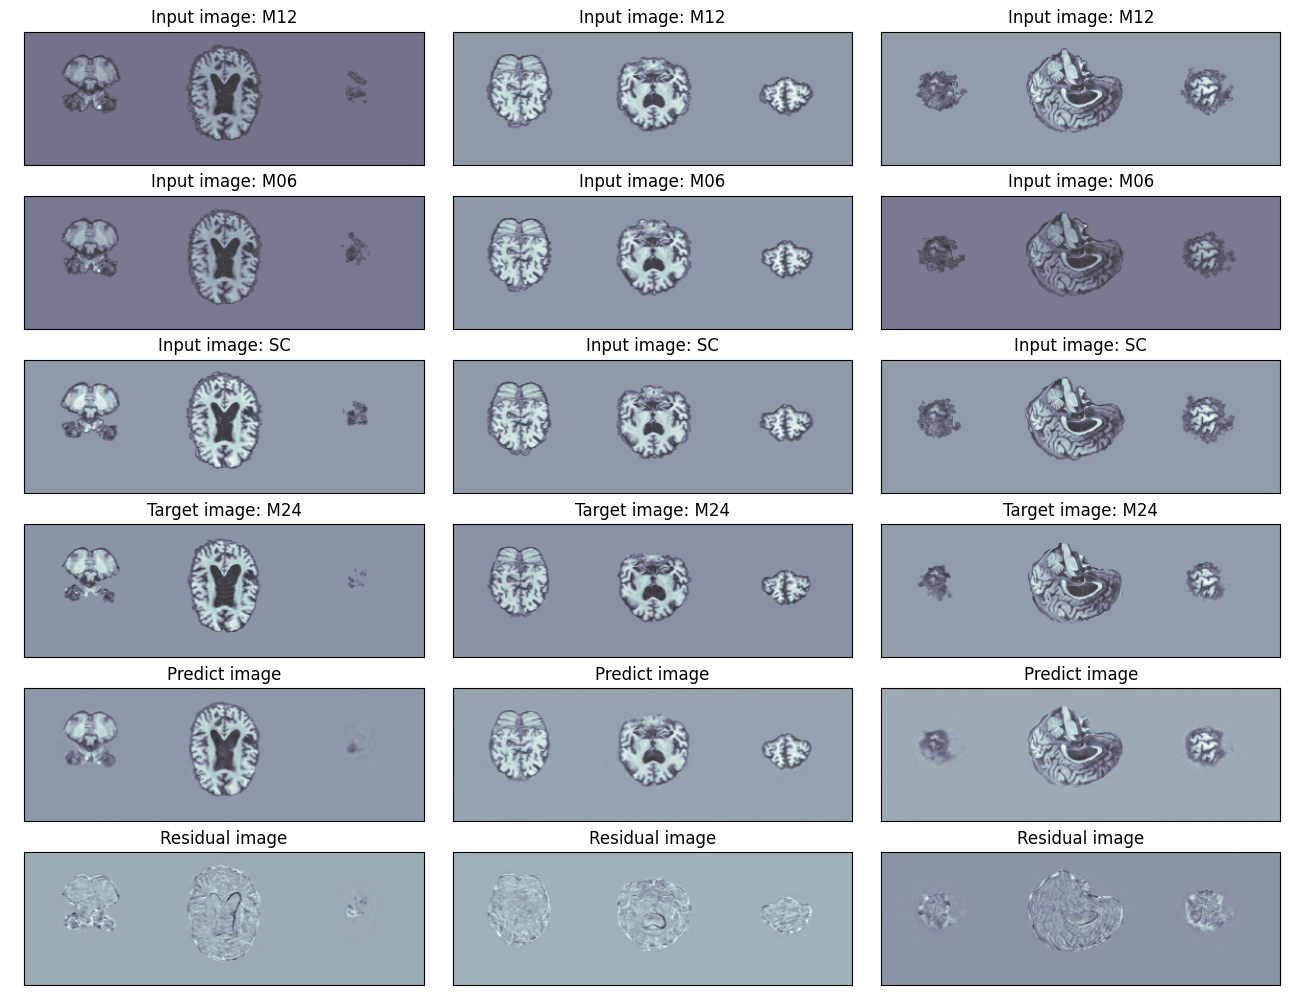 Input image: M12 Input image: M12 Input image: M12
Input image: M06 Input image: M06 Input image: M06
Input image: SC Input image: SC Input image: SC
Target image: M24 Target image: M24 Target image: M24
Predict image Predict image Predict image
Residual image Residual image Residual image